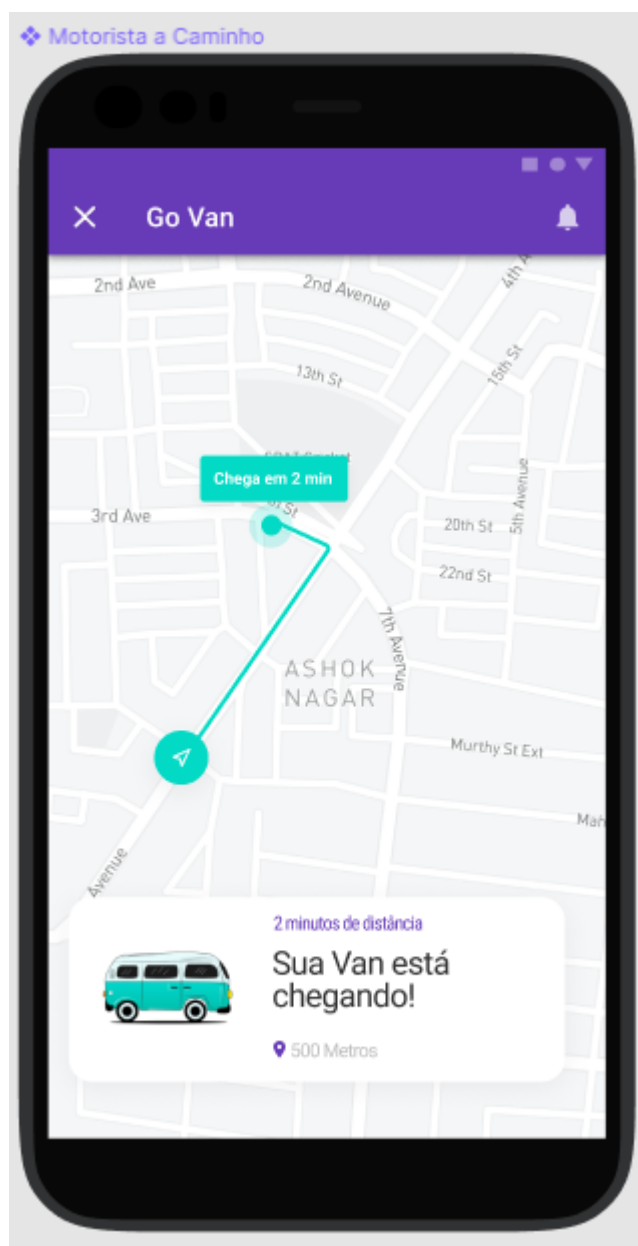 Motorista a Caminho
Go Van
2nd Ave
2nd Avenue
4th
13th St
15th St
Chega em 2 min
St
3rd Ave
20th St
5th Avenue
22nd St
7th Avenue
ASHOK
NAGAR
Murthy St Ext
Mah
Avenue
2 minutos de distância
Sua Van está
chegando!
500 Metros